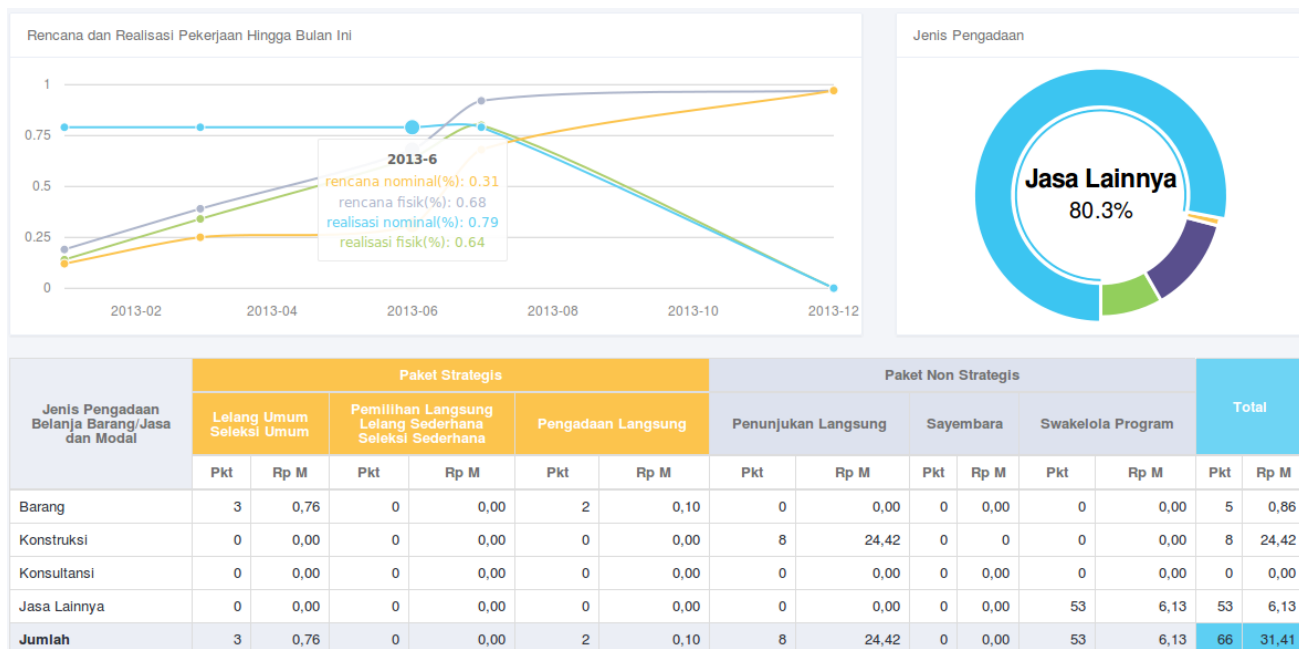 Rencana dan Realisasi Pekerjaan Hingga Bulan Ini
1
0.75
0.5
0.25
0
2013-02
2013-04
2013-06
2013-08
2013-10
2013-12
2013-6
rencana nominal(%): 0.31
rencana fisik(%): 0.68
realisasi nominal(%): 0.79
realisasi fisik(%): 0.64
Jenis Pengadaan
Jasa Lainnya
80.3%
Jenis Pengadaan
Belanja Barang/Jasa
dan Modal
Paket Strategis
Paket Non Strategis
Total
Lelang Umum
Seleksi Umum
Pemilihan Langsung
Lelang Sederhana
Seleksi Sederhana
Pengadaan Langsung
Penunjukan Langsung
Sayembara
Swakelola Program
Pkt Rp M Pkt Rp M Pkt Rp M Pkt Rp M Pkt Rp M Pkt Rp M Pkt Rp M
Barang 3 0,76 0 0,00 2 0,10 0 0,00 0 0,00 0 0,00 5 0,86
Konstruksi 0 0,00 0 0,00 0 0,00 8 24,42 0 0 0 0,00 8 24,42
Konsultansi 0 0,00 0 0,00 0 0,00 0 0,00 0 0,00 0 0,00 0 0,00
Jasa Lainnya 0 0,00 0 0,00 0 0,00 0 0,00 0 0,00 53 6,13 53 6,13
Jumlah 3 0,76 0 0,00 2 0,10 8 24,42 0 0,00 53 6,13 66 31,41